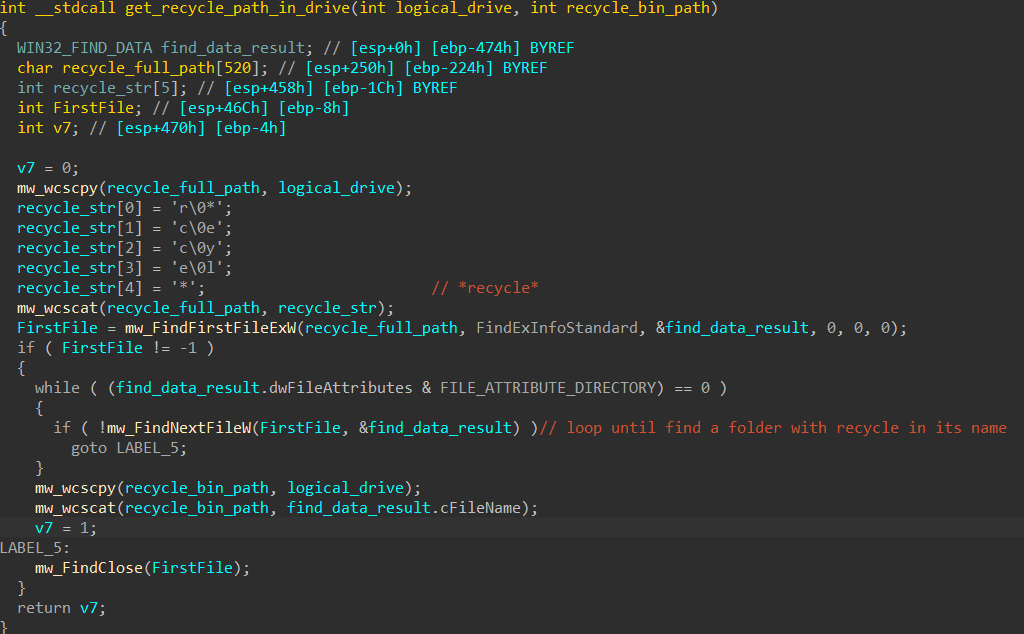 int __stdcall get_recycle_path_in_drive(int logical_drive, int recycle_bin_path)
{
  WIN32_FIND_DATA find_data_result; // [esp+0h] [ebp-474h] BYREF
  char recycle_full_path[520]; // [esp+250h] [ebp-224h] BYREF
  int recycle_str[5]; // [esp+458h] [ebp-1Ch] BYREF
  int FirstFile; // [esp+46Ch] [ebp-8h]
  int v7; // [esp+470h] [ebp-4h]

  v7 = 0;
  mw_wcscpy(recycle_full_path, logical_drive);
  recycle_str[0] = 'r\0*';
  recycle_str[1] = 'c\0e';
  recycle_str[2] = 'c\0y';
  recycle_str[3] = 'e\0l';
  recycle_str[4] = '*';                      // *recycle*
  mw_wcscat(recycle_full_path, recycle_str);
  FirstFile = mw_FindFirstFileExW(recycle_full_path, FindExInfoStandard, &find_data_result, 0, 0, 0);
  if ( FirstFile != -1 )
  {
    while ( (find_data_result.dwFileAttributes & FILE_ATTRIBUTE_DIRECTORY) == 0 )
    {
      if ( !mw_FindNextFileW(FirstFile, &find_data_result) )// loop until find a folder with recycle in its name
        goto LABEL_5;
    }
    mw_wcscpy(recycle_bin_path, logical_drive);
    mw_wcscat(recycle_bin_path, find_data_result.cFileName);
    v7 = 1;
LABEL_5:
    mw_FindClose(FirstFile);
  }
  return v7;
}